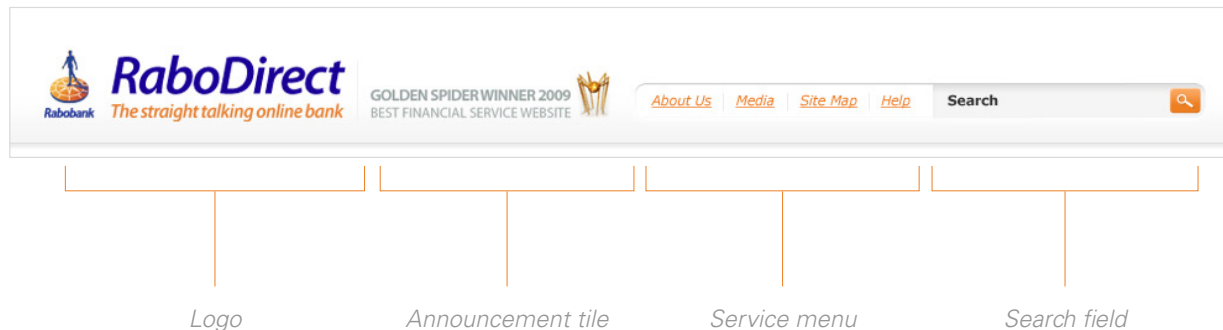 RaboDirect
Rabobank The straight talking online bank
GOLDEN SPIDER WINNER 2009
BEST FINANCIAL SERVICE WEBSITE
About Us Media Site Map Help Search
Logo Announcement tile Service menu Search field